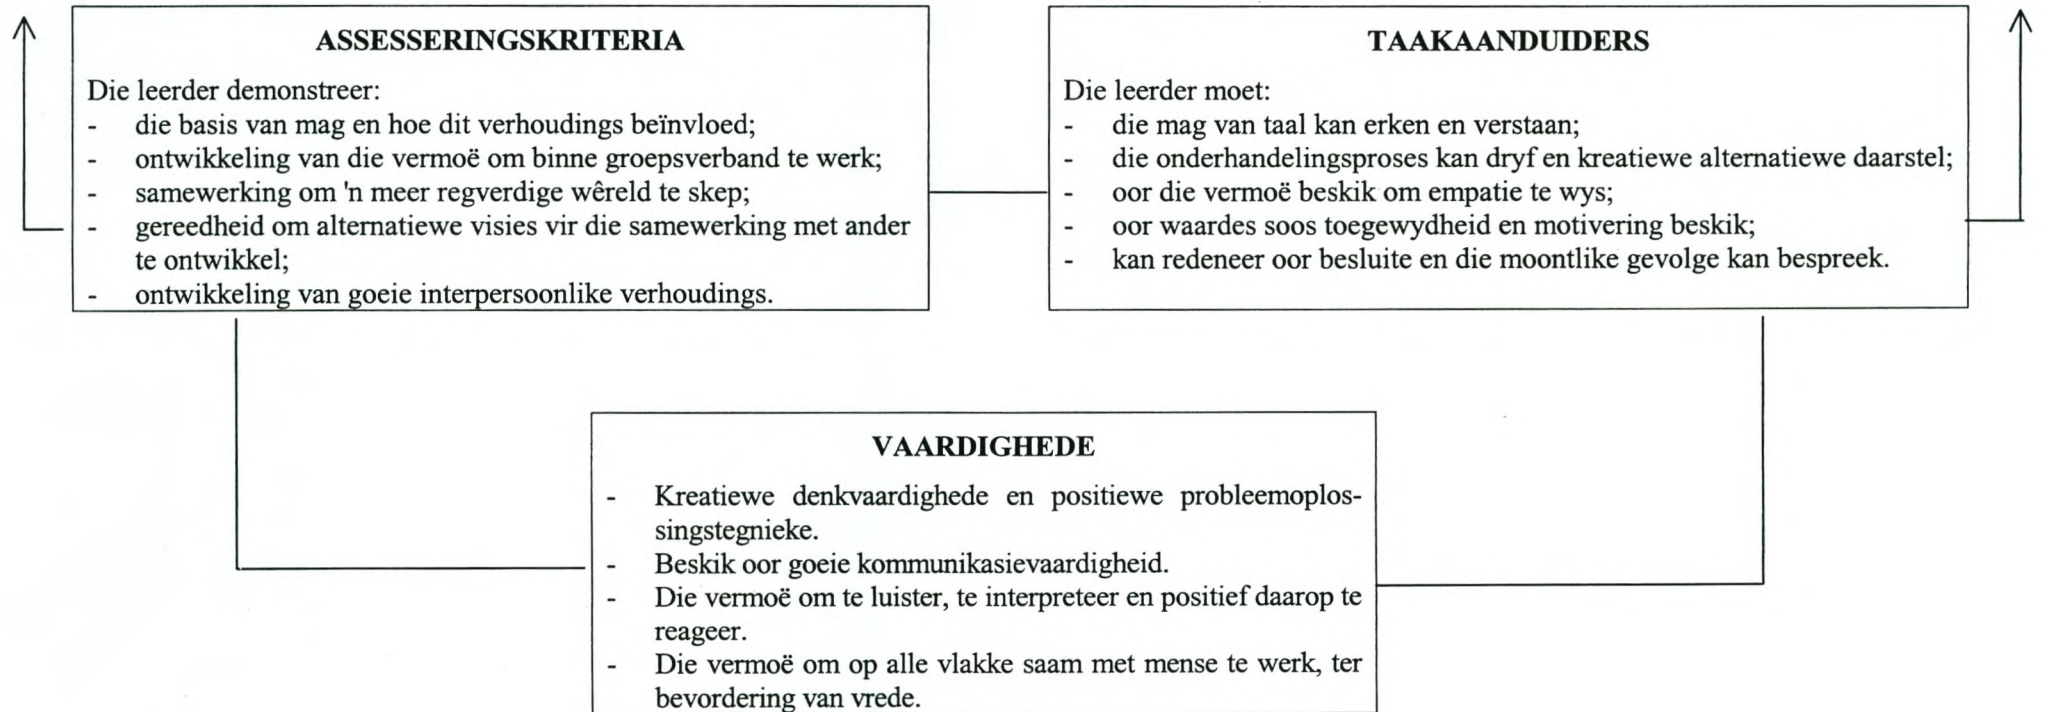 ASSESSERINGSKRITERIA
Die leerder demonstreer:
- die basis van mag en hoe dit verhoudings beïnvloed;
- ontwikkeling van die vermoë om binne groepsverband te werk;
- samewerking om 'n meer regverdige wêreld te skep;
- gereedheid om alternatiewe visies vir die samewerking met ander
te ontwikkel;
- ontwikkeling van goeie interpersoonlike verhoudings.
TAAKAANDUIDERS
Die leerder moet:
- die mag van taal kan erken en verstaan;
- die onderhandelingsproses kan dryf en kreatiewe alternatiewe daarstel;
- oor die vermoë beskik om empatie te wys;
- oor waardes soos toegewydheid en motivering beskik;
- kan redeneer oor besluite en die moontlike gevolge kan bespreek.
VAARDIGHEDE
- Kreatiewe denkvaardighede en positiewe probleemoplos-
singstegnieke.
- Beskik oor goeie kommunikasievaardigheid.
- Die vermoë om te luister, te interpreteer en positief daarop te
reageer.
- Die vermoë om op alle vlakke saam met mense te werk, ter
bevordering van vrede.